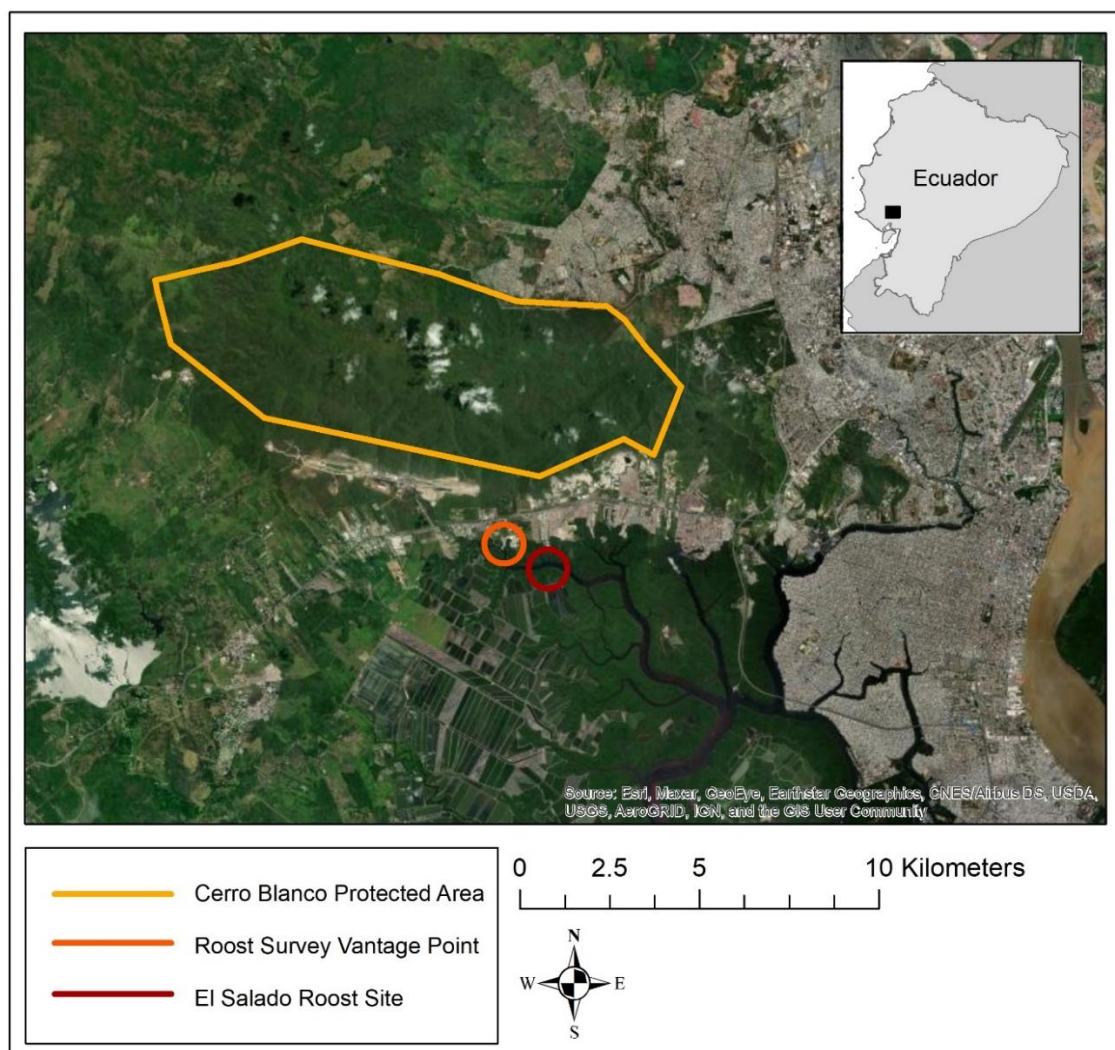 Ecuador
Source: Esri, Maxar, GeoEye, Earthstar Geographics, CNES/Airbus DS, USDA,
USGS, AeroGRID, IGN, and the GIS User Community
Cerro Blanco Protected Area
Roost Survey Vantage Point
El Salado Roost Site
0 2.5 5 10 Kilometers
N
W E
S